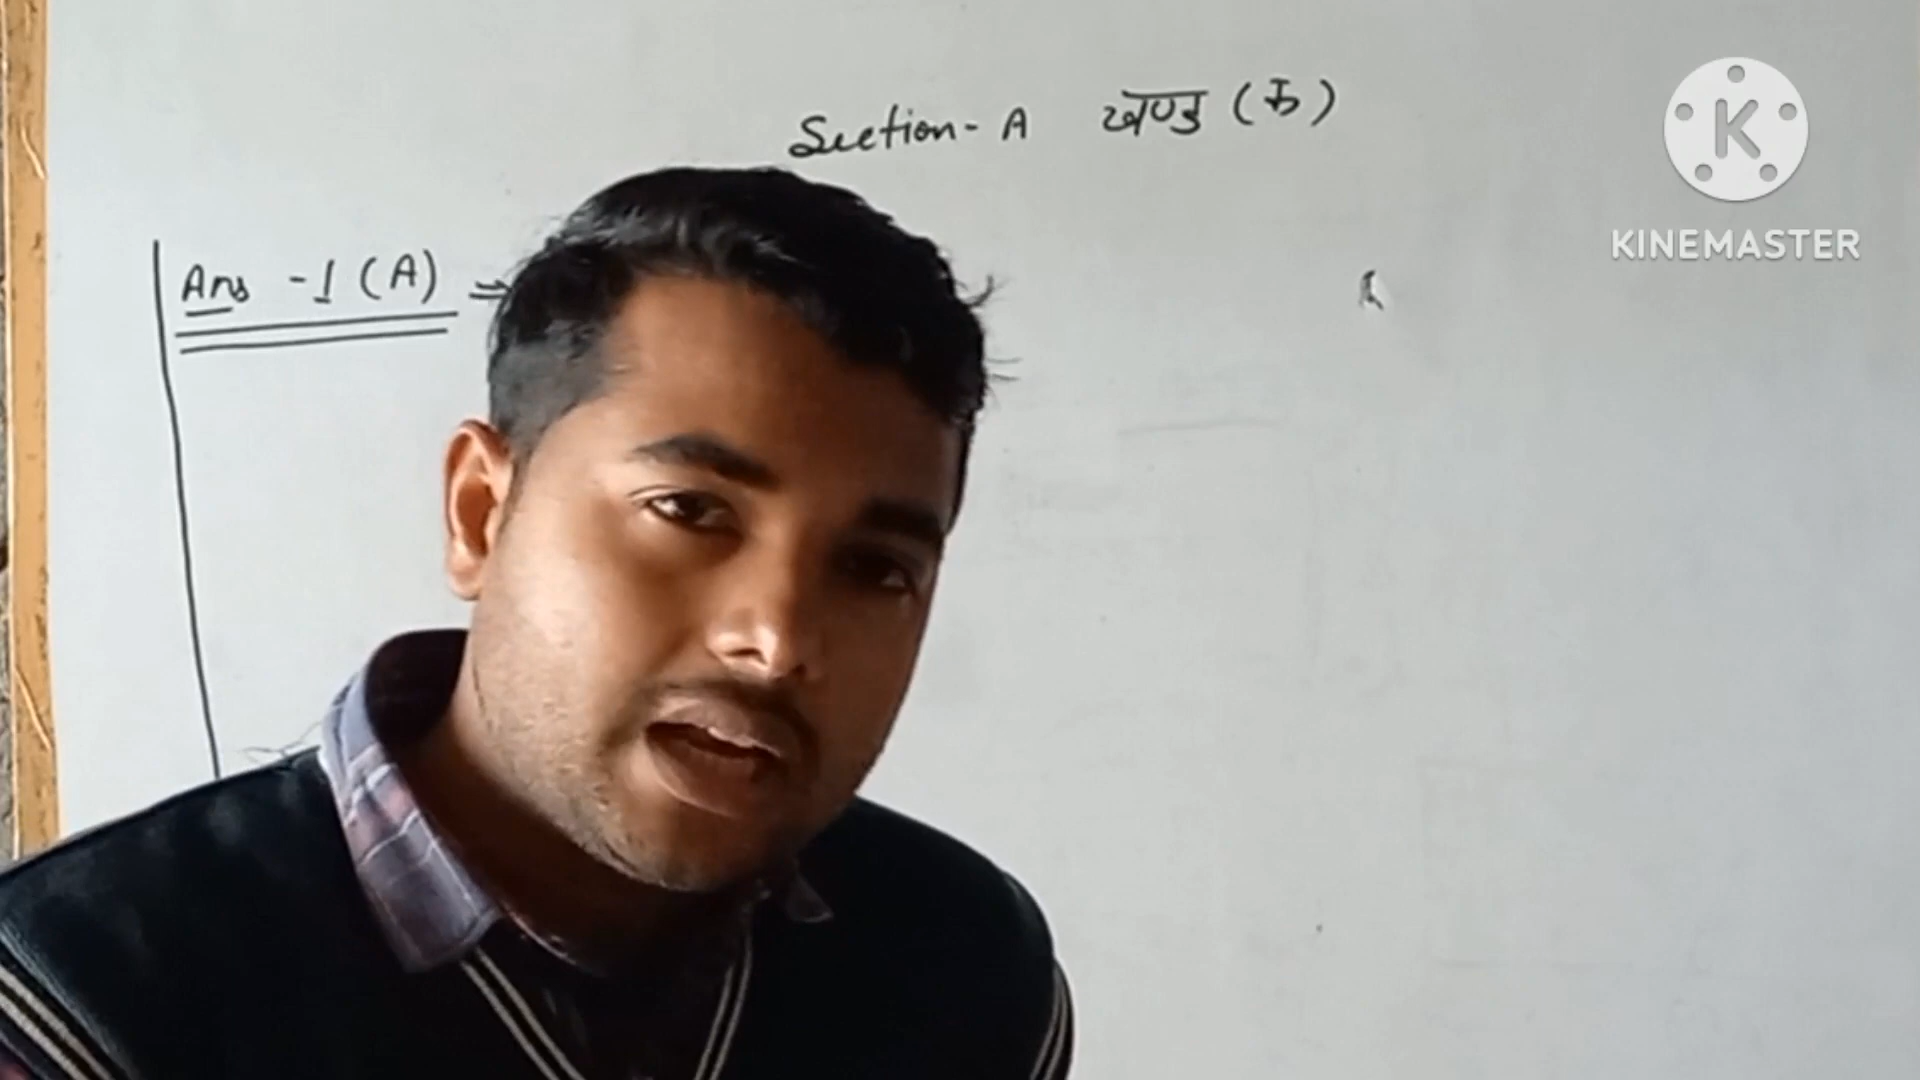 Section - A खण्ड (क)
Ans - 1 (A) ⇒
K
KINEMASTER